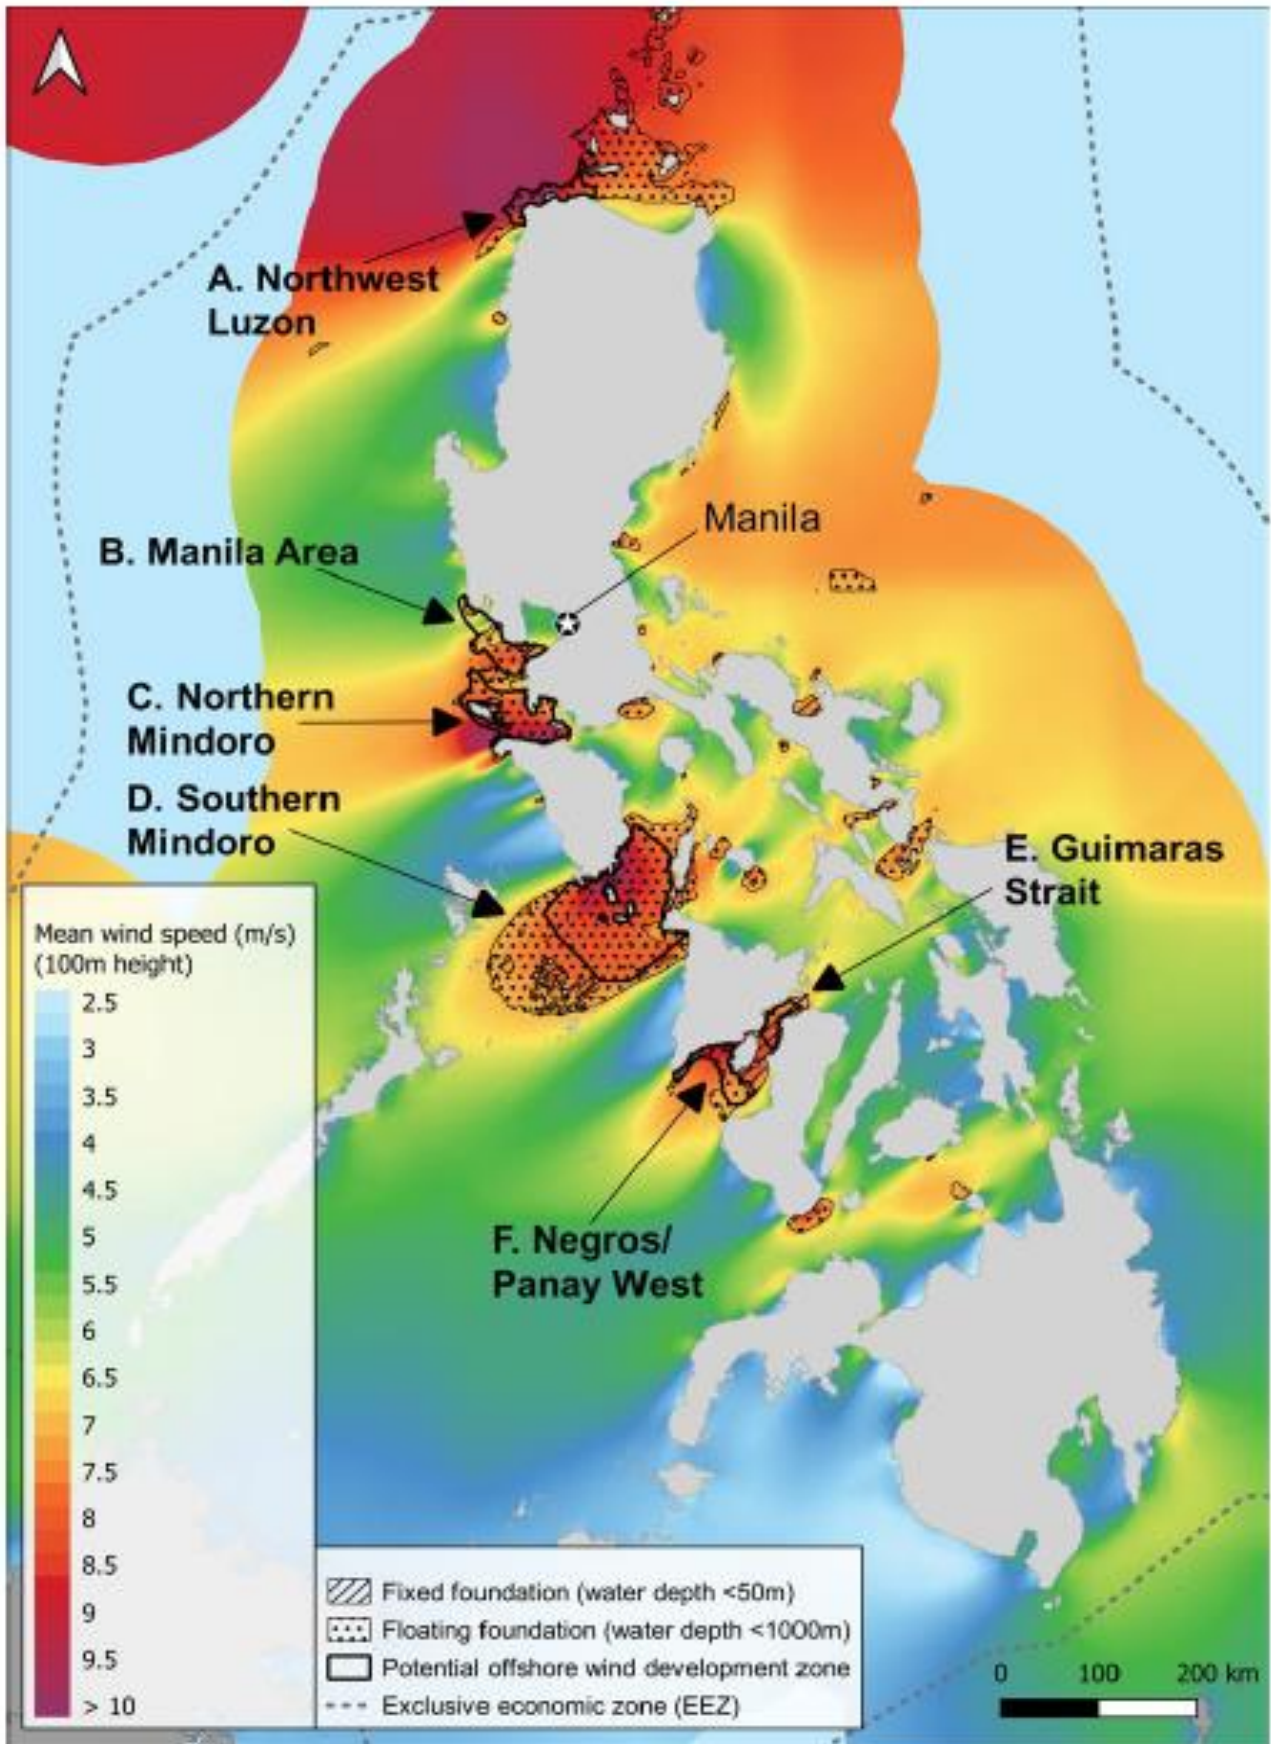 A. Northwest
Luzon
Manila
B. Manila Area
C. Northern
Mindoro
D. Southern
Mindoro
E. Guimaras
Strait
F. Negros/
Panay West
Mean wind speed (m/s)
(100m height)
2.5
3
3.5
4
4.5
5
5.5
6
6.5
7
7.5
8
8.5
9
9.5
> 10
Fixed foundation (water depth <50m)
Floating foundation (water depth <1000m)
Potential offshore wind development zone
Exclusive economic zone (EEZ)
0 100 200 km